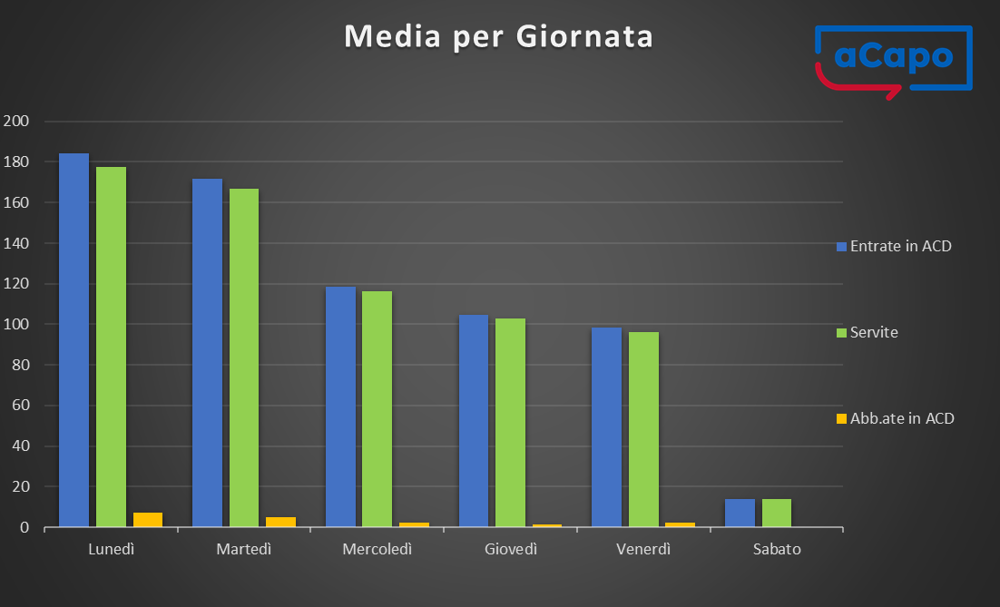 Media per Giornata
aCapo
200
180
160
140
120
100
80
60
40
20
0
Lunedì
Martedì
Mercoledì
Giovedì
Venerdì
Sabato
Entrate in ACD
Servite
Abb.ate in ACD